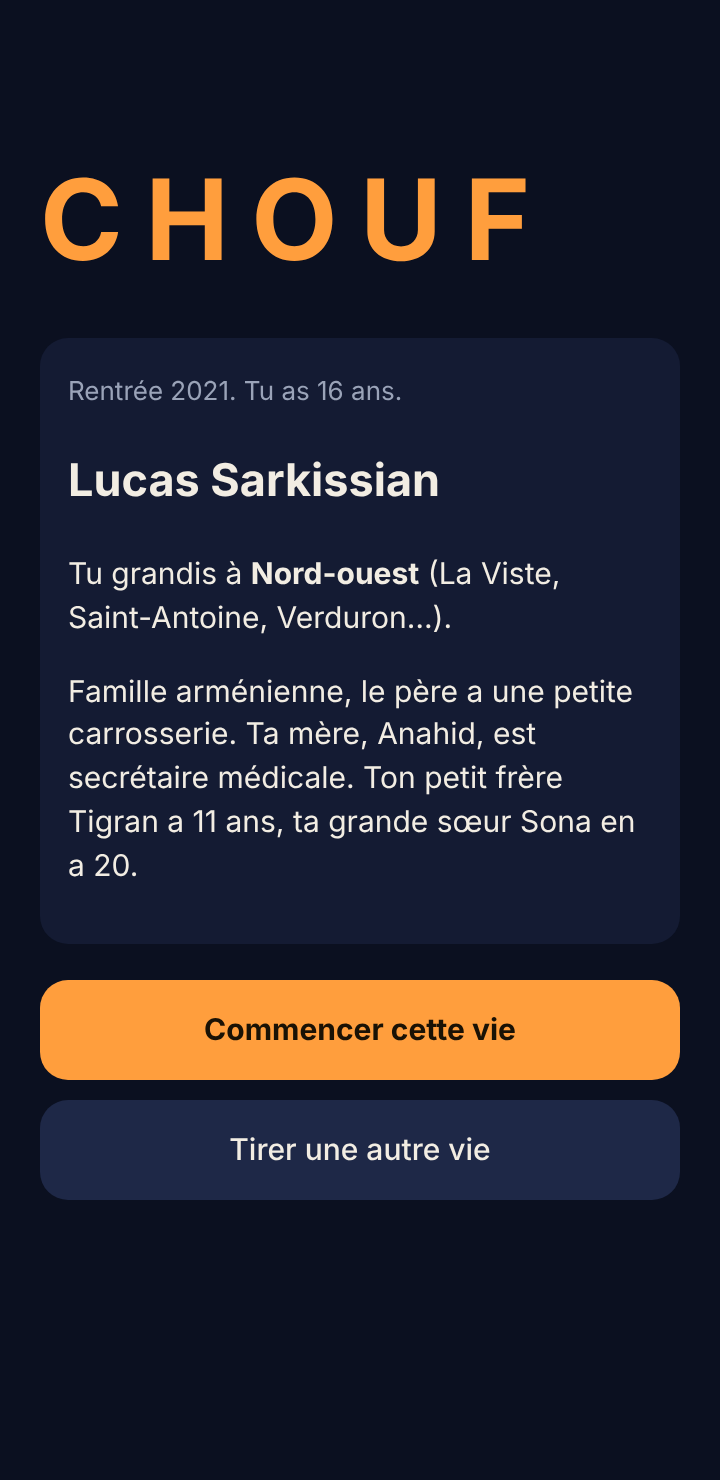 CHOUF
Rentrée 2021. Tu as 16 ans.
Lucas Sarkissian
Tu grandis à Nord-ouest (La Viste,
Saint-Antoine, Verduron…).
Famille arménienne, le père a une petite
carrosserie. Ta mère, Anahid, est
secrétaire médicale. Ton petit frère
Tigran a 11 ans, ta grande sœur Sona en
a 20.
Commencer cette vie
Tirer une autre vie